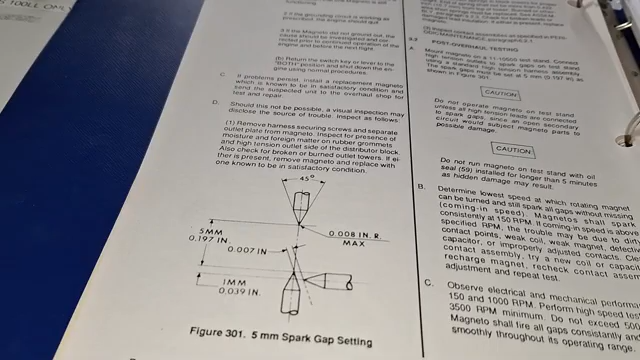 TOOLL ONLY
prescribed the engine should quit.
If the Magneto did not ground out, the
cause should be investigated and cor-
rected prior to continued operation of the
engine and before the next flight.
(b) Return the switch key or lever to the
"BOTH" position and shut down the en-
gine using normal procedures.
C. If problems persist, install a replacement magneto
which is known to be in satisfactory condition and
send the suspected unit to the overhaul shop for
test and repair.
D. Should this not be possible, a visual inspection may
disclose the source of trouble. Inspect as follows:
(1) Remove harness securing screws and separate
outlet plate from magneto. Inspect for presence of
moisture and foreign matter on rubber grommets
and high tension outlet side of the distributor block.
Also check for broken or burned outlet towers. If ei-
ther is present, remove magneto and replace with
one known to be in satisfactory condition.
45°
0.008 IN. R.
MAX
5MM
0.197 IN.
0.007 IN
1MM
0.039 IN.
Figure 301. 5 mm Spark Gap Setting
POST-OVERHAUL TESTING
A. Mount magneto on a 11-10000 test stand. Connect
high tension outlets to spark gaps on test stand
using a serviceable high tension harness assembly.
The spark gaps must be set at 5 mm (0.197 in) as
shown in Figure 301.
CAUTION
Do not operate magneto on test stand
unless all high tension leads are connected
to spark gaps, since an open secondary
circuit would subject magneto parts to
possible damage.
CAUTION
Do not run magneto on test stand with oil
seal (59) installed for longer than 5 minutes
as hidden damage may result.
B. Determine lowest speed at which rotating magnet
can be turned and still spark all gaps without missing
(coming-in speed). Magnetos shall spark
consistently at 150 RPM. If coming-in speed is above
specified RPM, the trouble may be due to dirty
contact points, weak coil, weak magnet, defective
capacitor, or improperly adjusted contacts.
contact assembly, try a new coil or capacitor,
recharge magnet, recheck contact assembly
adjustment and repeat test.
C. Observe electrical and mechanical performance
150 and 1000 RPM. Perform high speed test
3500 RPM minimum. Do not exceed
Magneto shall fire all gaps consistently and
smoothly throughout its operating range.